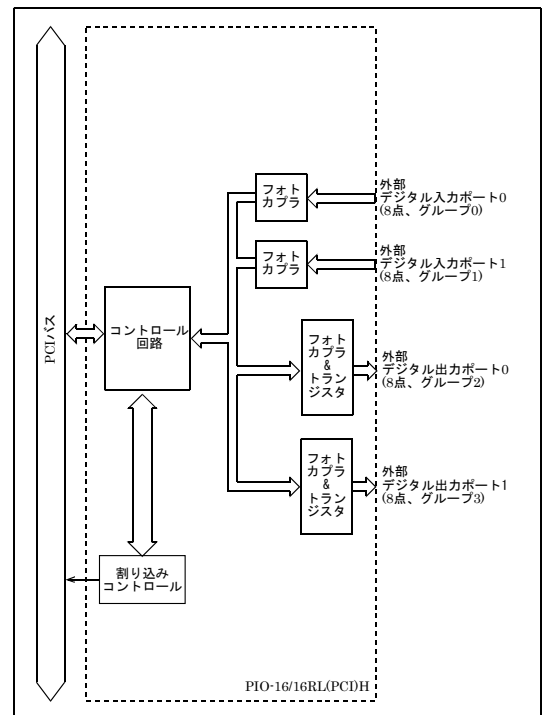 フォト
カプラ
外部
デジタル入力ポート0
(8点、グループ0)
フォト
カプラ
外部
デジタル入力ポート1
(8点、グループ1)
PCIバス
コントロール
回路
フォト
カプラ
&
トラン
ジスタ
外部
デジタル出力ポート0
(8点、グループ2)
フォト
カプラ
&
トラン
ジスタ
外部
デジタル出力ポート1
(8点、グループ3)
割り込み
コントロール
PIO-16/16RL(PCI)H